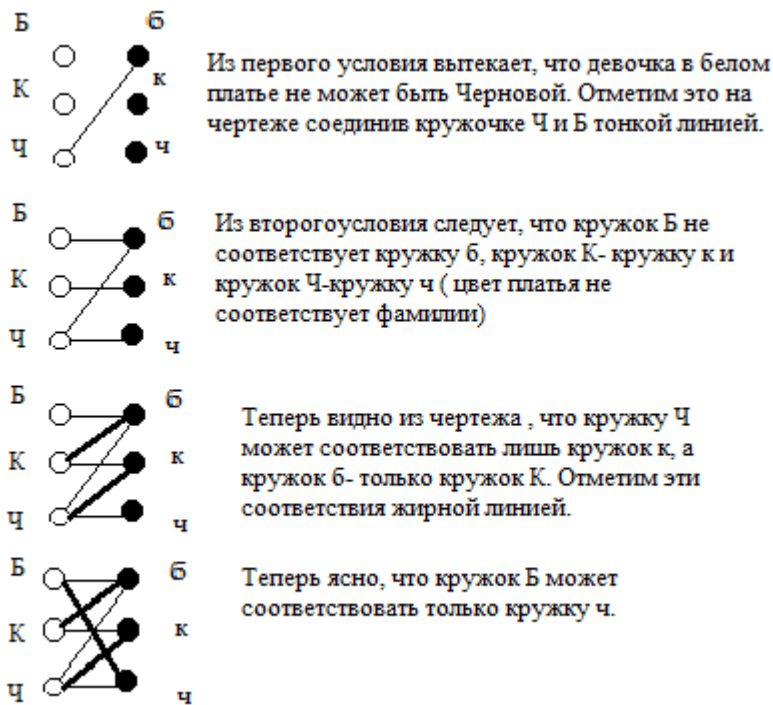 Б б
К к
Ч ч
Из первого условия вытекает, что девочка в белом
платье не может быть Черновой. Отметим это на
чертеже соединив кружочке Ч и Б тонкой линией.
Б б
К к
Ч ч
Из второгоусловия следует, что кружок Б не
соответствует кружку б, кружок К- кружку к и
кружок Ч-кружку ч ( цвет платья не
соответствует фамилии)
Б б
К к
Ч ч
Теперь видно из чертежа , что кружку Ч
может соответствовать лишь кружок к, а
кружок б- только кружок К. Отметим эти
соответствия жирной линией.
Б б
К к
Ч ч
Теперь ясно, что кружок Б может
соответствовать только кружку ч.